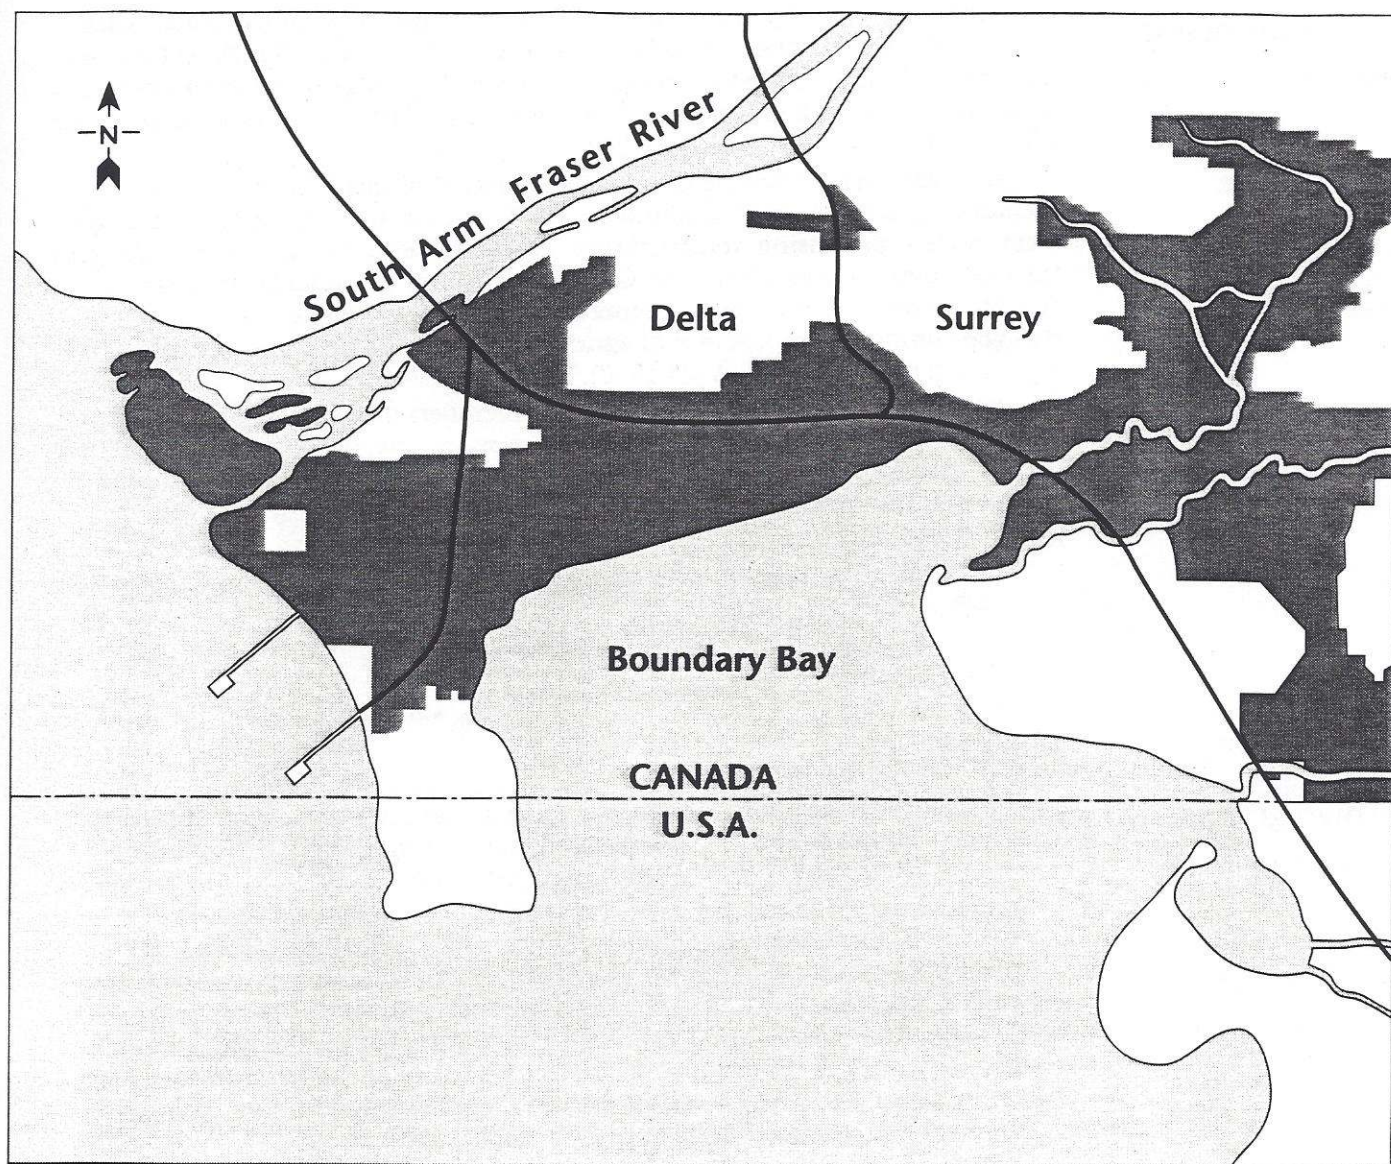 N
South Arm Fraser River
Delta
Surrey
Boundary Bay
CANADA
U.S.A.